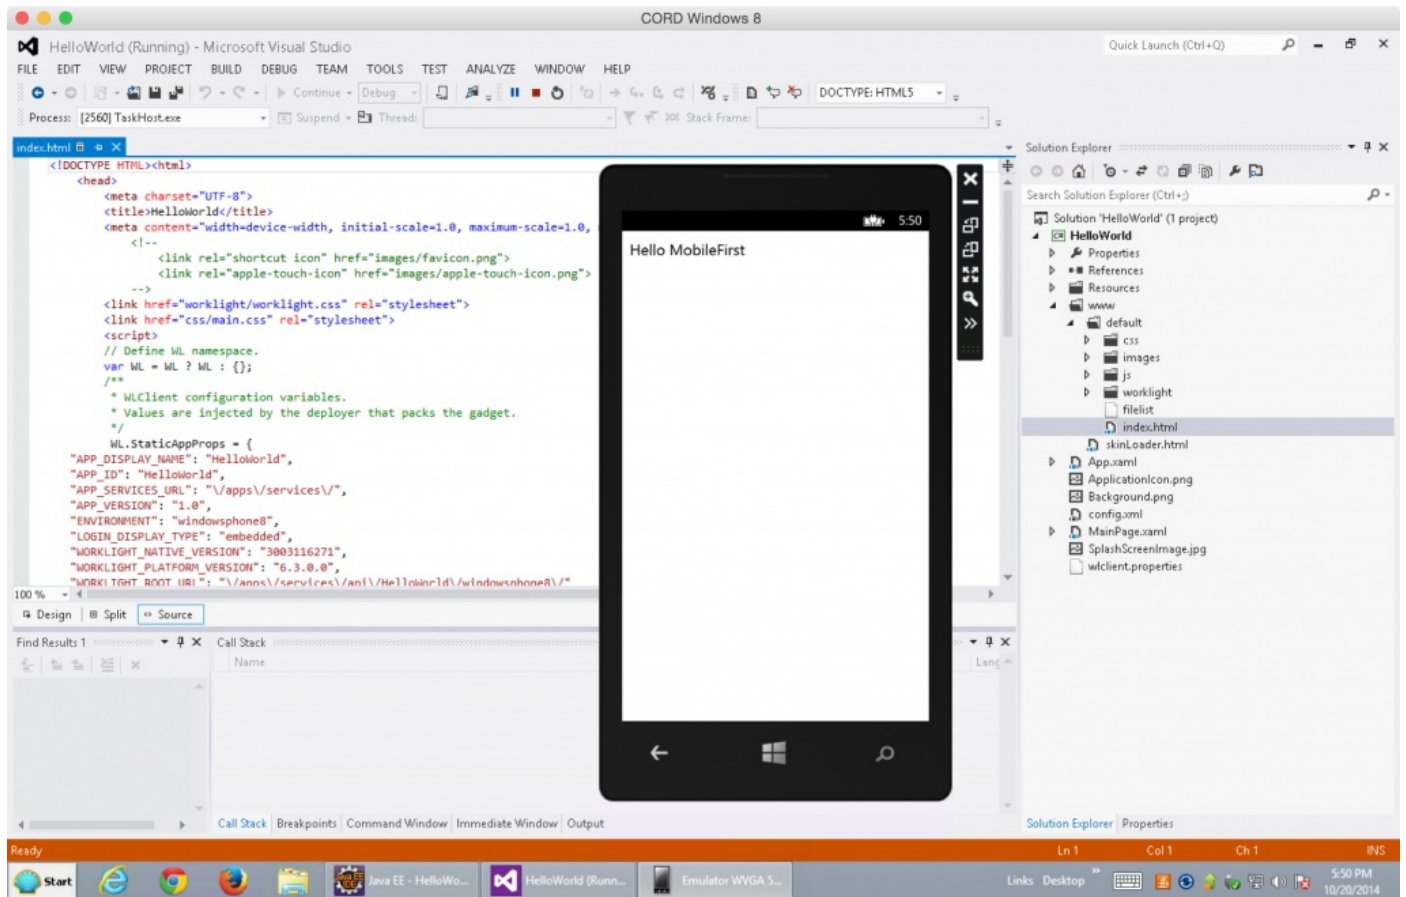 CORD Windows 8
HelloWorld (Running) - Microsoft Visual Studio
Quick Launch (Ctrl+Q)
FILE EDIT VIEW PROJECT BUILD DEBUG TEAM TOOLS TEST ANALYZE WINDOW HELP
Continue Debug DOCTYPE: HTML5
Process: [2560] TaskHost.exe Suspend Thread: Stack Frame:
index.html
<!DOCTYPE HTML><html>
<head>
<meta charset="UTF-8">
<title>HelloWorld</title>
<meta content="width=device-width, initial-scale=1.0, maximum-scale=1.0,
<!--
<link rel="shortcut icon" href="images/favicon.png">
<link rel="apple-touch-icon" href="images/apple-touch-icon.png">
-->
<link href="worklight/worklight.css" rel="stylesheet">
<link href="css/main.css" rel="stylesheet">
<script>
// Define WL namespace.
var WL = WL ? WL : {};
/**
* WLClient configuration variables.
* Values are injected by the deployer that packs the gadget.
*/
WL.StaticAppProps = {
"APP_DISPLAY_NAME": "HelloWorld",
"APP_ID": "HelloWorld",
"APP_SERVICES_URL": "\/apps\/services\/",
"APP_VERSION": "1.0",
"ENVIRONMENT": "windowsphone8",
"LOGIN_DISPLAY_TYPE": "embedded",
"WORKLIGHT_NATIVE_VERSION": "3003116271",
"WORKLIGHT_PLATFORM_VERSION": "6.3.0.0",
"WORKLIGHT_ROOT_URL": "\/apps\/services\/api\/HelloWorld\/windowsphone8\/"
100 %
Design Split Source
5:50
Hello MobileFirst
Solution Explorer
Search Solution Explorer (Ctrl+;)
Solution 'HelloWorld' (1 project)
HelloWorld
Properties
References
Resources
www
default
css
images
js
worklight
filelist
index.html
skinLoader.html
App.xaml
ApplicationIcon.png
Background.png
config.xml
MainPage.xaml
SplashScreenImage.jpg
wlclient.properties
Find Results 1
Call Stack
Name
Lang
Call Stack Breakpoints Command Window Immediate Window Output
Solution Explorer Properties
Ready
Ln 1 Col 1 Ch 1 INS
Start
Java EE - HelloWo...
HelloWorld (Runn...
Emulator WVGA 5...
Links Desktop
5:50 PM
10/20/2014